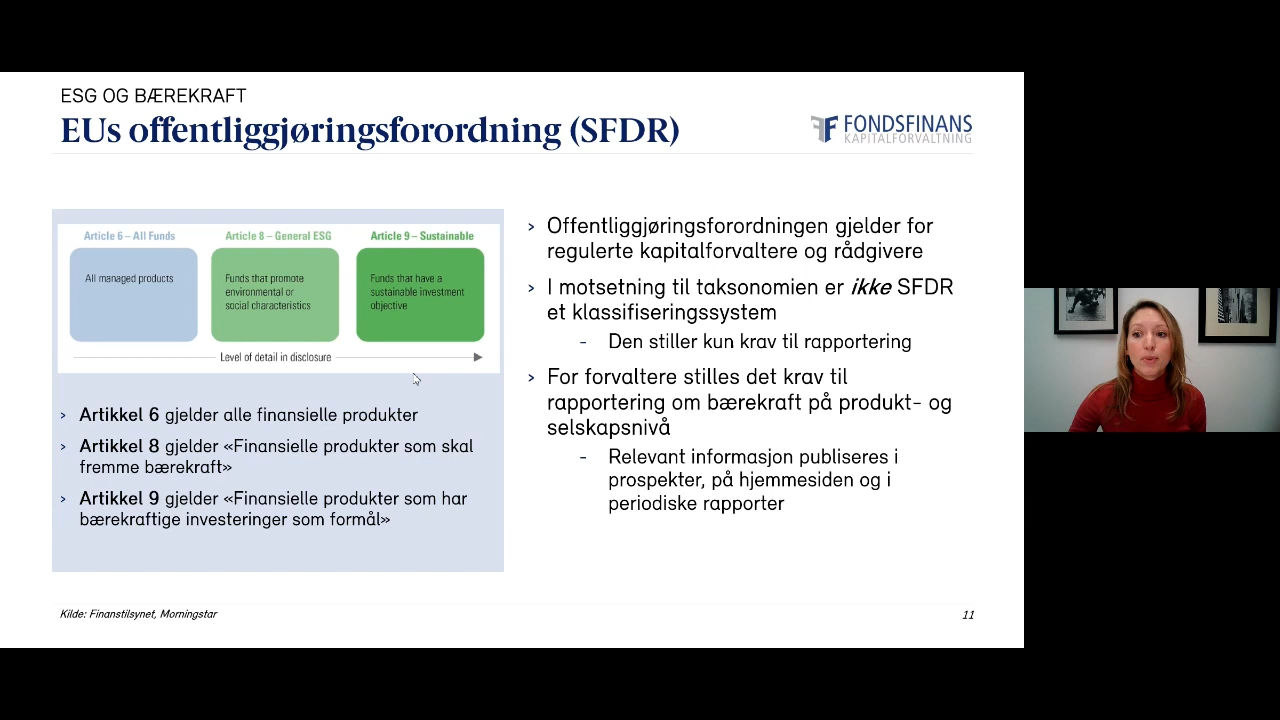 ESG OG BÆREKRAFT
EUs offentliggjøringsforordning (SFDR)
FONDSFINANS
KAPITALFORVALTNING
Article 6 – All Funds
All managed products
Article 8 – General ESG
Funds that promote
environmental or
social characteristics
Article 9 – Sustainable
Funds that have a
sustainable investment
objective
Level of detail in disclosure
› Artikkel 6 gjelder alle finansielle produkter
› Artikkel 8 gjelder «Finansielle produkter som skal
fremme bærekraft»
› Artikkel 9 gjelder «Finansielle produkter som har
bærekraftige investeringer som formål»
› Offentliggjøringsforordningen gjelder for
regulerte kapitalforvaltere og rådgivere
› I motsetning til taksonomien er ikke SFDR
et klassifiseringssystem
- Den stiller kun krav til rapportering
› For forvaltere stilles det krav til
rapportering om bærekraft på produkt- og
selskapsnivå
- Relevant informasjon publiseres i
prospekter, på hjemmesiden og i
periodiske rapporter
Kilde: Finanstilsynet, Morningstar
11